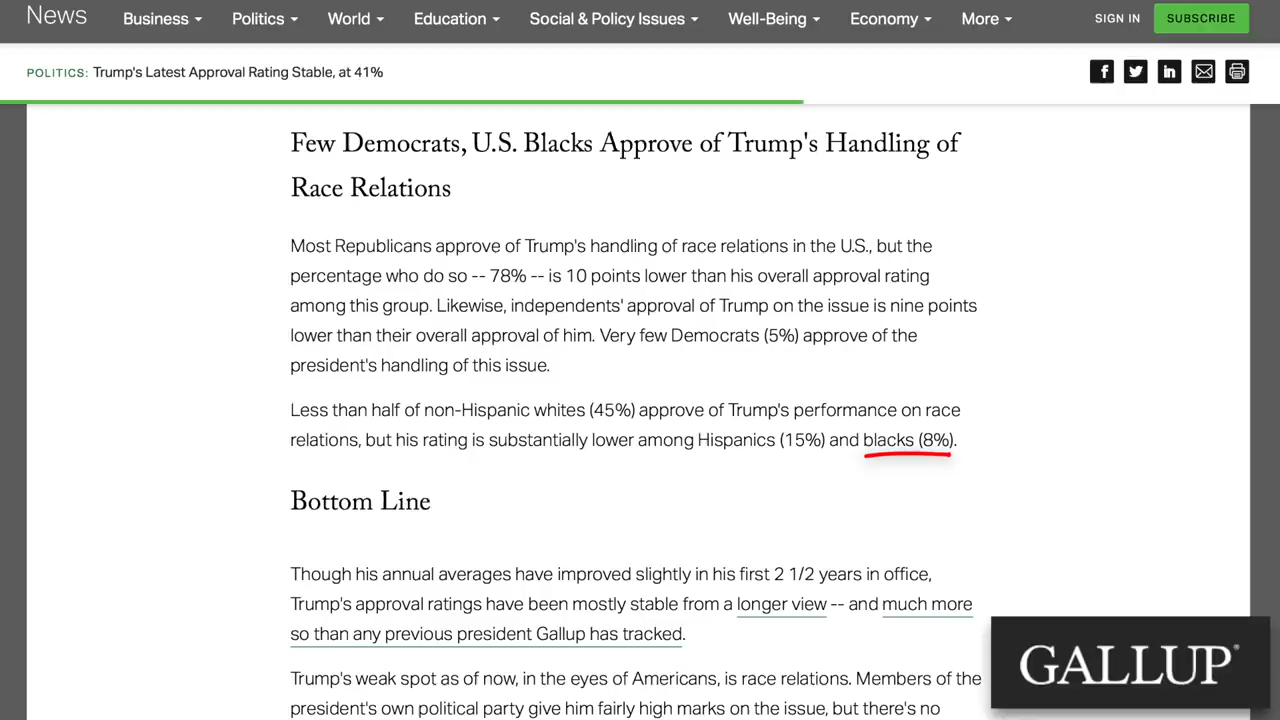 News Business Politics World Education Social & Policy Issues Well-Being Economy More SIGN IN SUBSCRIBE
POLITICS: Trump's Latest Approval Rating Stable, at 41%
Few Democrats, U.S. Blacks Approve of Trump's Handling of
Race Relations
Most Republicans approve of Trump's handling of race relations in the U.S., but the
percentage who do so -- 78% -- is 10 points lower than his overall approval rating
among this group. Likewise, independents' approval of Trump on the issue is nine points
lower than their overall approval of him. Very few Democrats (5%) approve of the
president's handling of this issue.
Less than half of non-Hispanic whites (45%) approve of Trump's performance on race
relations, but his rating is substantially lower among Hispanics (15%) and blacks (8%).
Bottom Line
Though his annual averages have improved slightly in his first 2 1/2 years in office,
Trump's approval ratings have been mostly stable from a longer view -- and much more
so than any previous president Gallup has tracked.
Trump's weak spot as of now, in the eyes of Americans, is race relations. Members of the
president's own political party give him fairly high marks on the issue, but there's no
GALLUP®